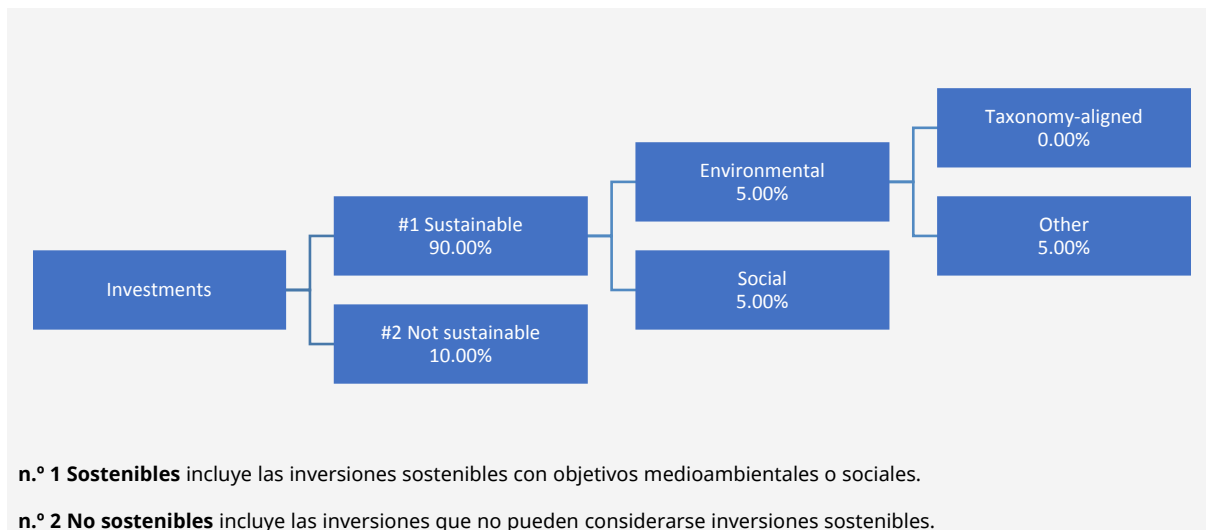 Taxonomy-aligned
0.00%
Environmental
5.00%
#1 Sustainable
90.00%
Other
5.00%
Investments
Social
5.00%
#2 Not sustainable
10.00%
n.º 1 Sostenibles incluye las inversiones sostenibles con objetivos medioambientales o sociales.
n.º 2 No sostenibles incluye las inversiones que no pueden considerarse inversiones sostenibles.